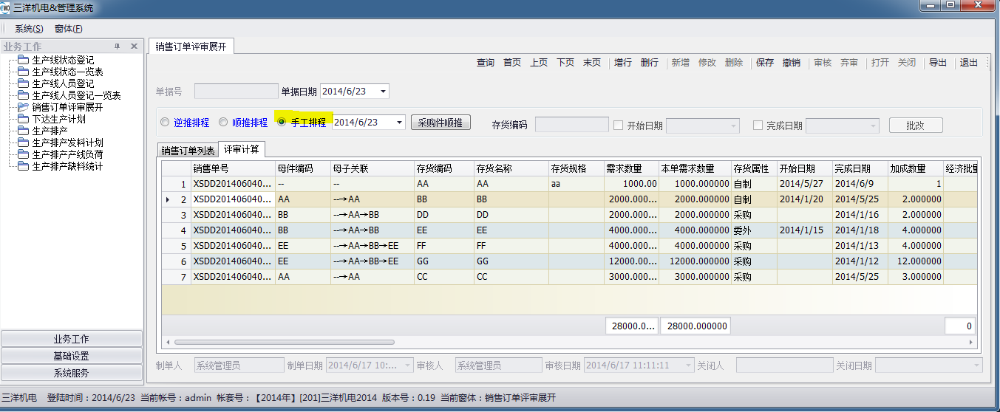 三洋机电&管理系统
系统(S) 窗体(F)
业务工作
生产线状态登记
生产线状态一览表
生产线人员登记
生产线人员登记一览表
销售订单评审展开
下达生产计划
生产排产
生产排产发料计划
生产排产产线负荷
生产排产缺料统计
业务工作
基础设置
系统服务
销售订单评审展开
查询 首页 上页 下页 末页 增行 删行 新增 修改 删除 保存 撤销 审核 弃审 打开 关闭 导出 退出
单据号 单据日期 2014/6/23
逆推排程 顺推排程 手工排程 2014/6/23 采购件顺推 存货编码 开始日期 完成日期 批改
销售订单列表 评审计算
销售单号 母件编码 母子关联 存货编码 存货名称 存货规格 需求数量 本单需求数量 存货属性 开始日期 完成日期 加成数量 经济批量
1 XSDD201406040... -- -- AA AA aa 1000.00 1000.000000 自制 2014/5/27 2014/6/9 1
2 XSDD201406040... AA --→AA BB BB 2000.000... 2000.000000 自制 2014/1/20 2014/5/25 2.000000
3 XSDD201406040... BB --→AA→BB DD DD 2000.000... 2000.000000 采购 2014/1/16 2.000000
4 XSDD201406040... BB --→AA→BB EE EE 4000.000... 4000.000000 委外 2014/1/15 2014/1/18 4.000000
5 XSDD201406040... EE --→AA→BB→EE FF FF 4000.000... 4000.000000 采购 2014/1/13 4.000000
6 XSDD201406040... EE --→AA→BB→EE GG GG 12000.00... 12000.000000 采购 2014/1/12 12.000000
7 XSDD201406040... AA --→AA CC CC 3000.000... 3000.000000 采购 2014/5/25 3.000000
28000.0... 28000.000000 0
制单人 系统管理员 制单日期 2014/6/17 10:... 审核人 系统管理员 审核日期 2014/6/17 11:11:11 关闭人 关闭日期
三洋机电 登陆时间：2014/6/23 当前帐号：admin 帐套号：【2014年】[201]三洋机电2014 版本号：0.19 当前窗体：销售订单评审展开